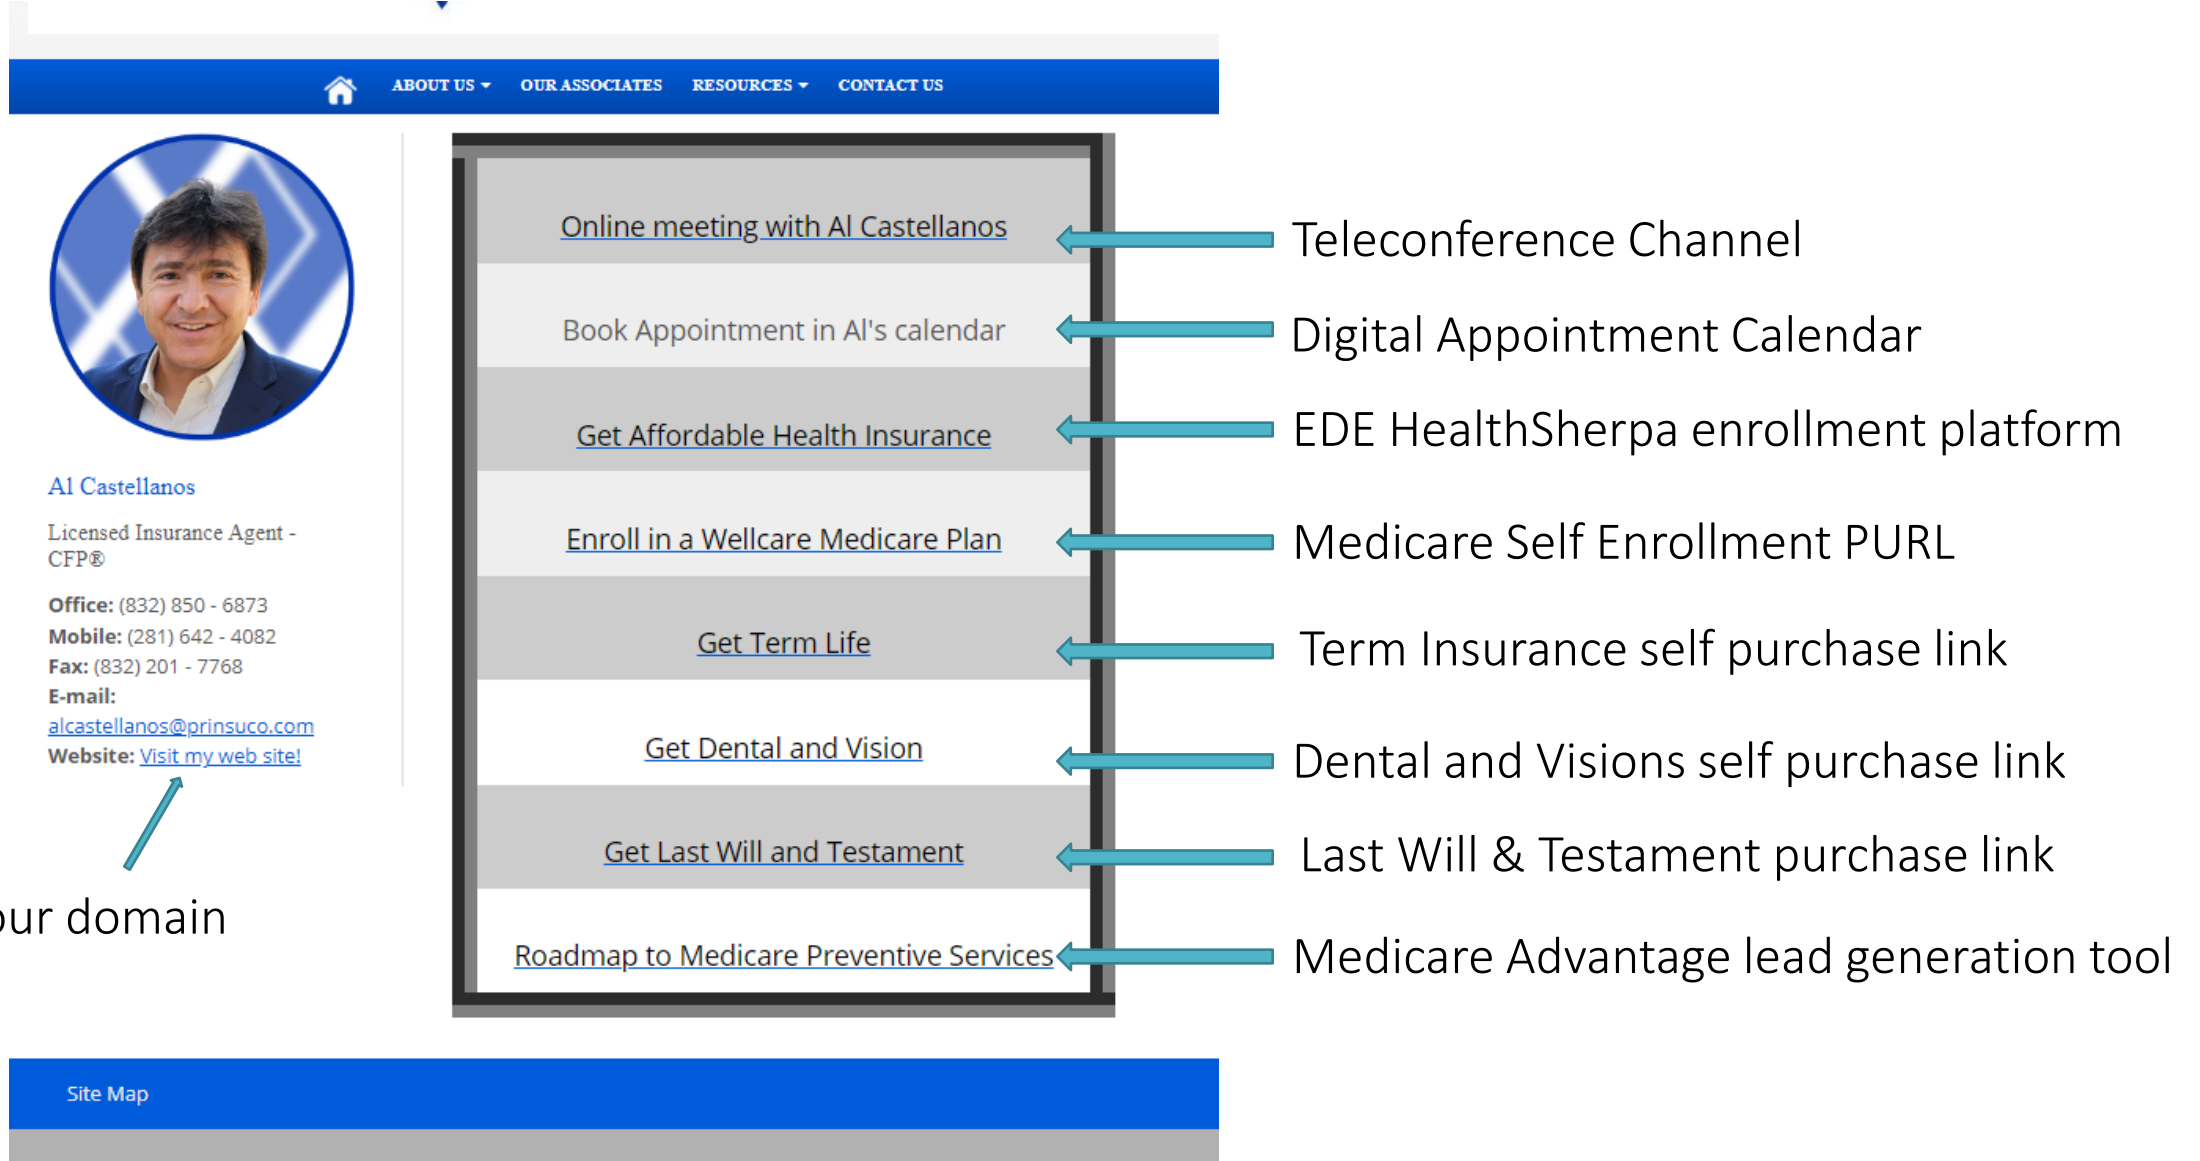 ABOUT US OUR ASSOCIATES RESOURCES CONTACT US
Al Castellanos
Licensed Insurance Agent -
CFP®
Office: (832) 850 - 6873
Mobile: (281) 642 - 4082
Fax: (832) 201 - 7768
E-mail:
alcastellanos@prinsuco.com
Website: Visit my web site!
domain
Online meeting with Al Castellanos
Teleconference Channel
Book Appointment in Al's calendar
Digital Appointment Calendar
Get Affordable Health Insurance
EDE HealthSherpa enrollment platform
Enroll in a Wellcare Medicare Plan
Medicare Self Enrollment PURL
Get Term Life
Term Insurance self purchase link
Get Dental and Vision
Dental and Visions self purchase link
Get Last Will and Testament
Last Will & Testament purchase link
Roadmap to Medicare Preventive Services
Medicare Advantage lead generation tool
Site Map